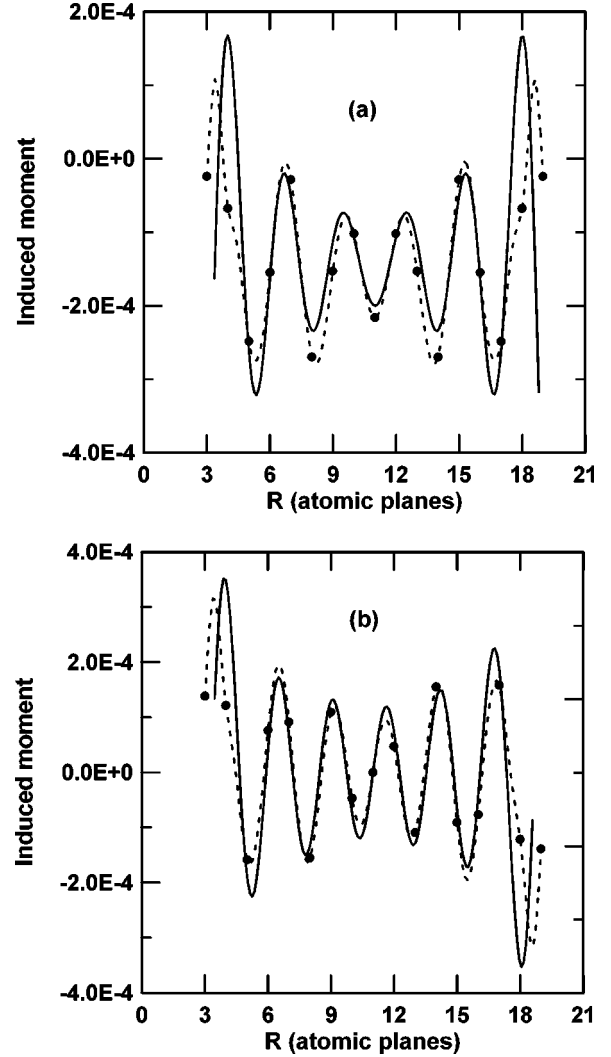 2.0E-4
(a)
0.0E+0
Induced moment
-2.0E-4
-4.0E-4
0 3 6 9 12 15 18 21
R (atomic planes)
4.0E-4
(b)
2.0E-4
Induced moment
0.0E+0
-2.0E-4
-4.0E-4
0 3 6 9 12 15 18 21
R (atomic planes)